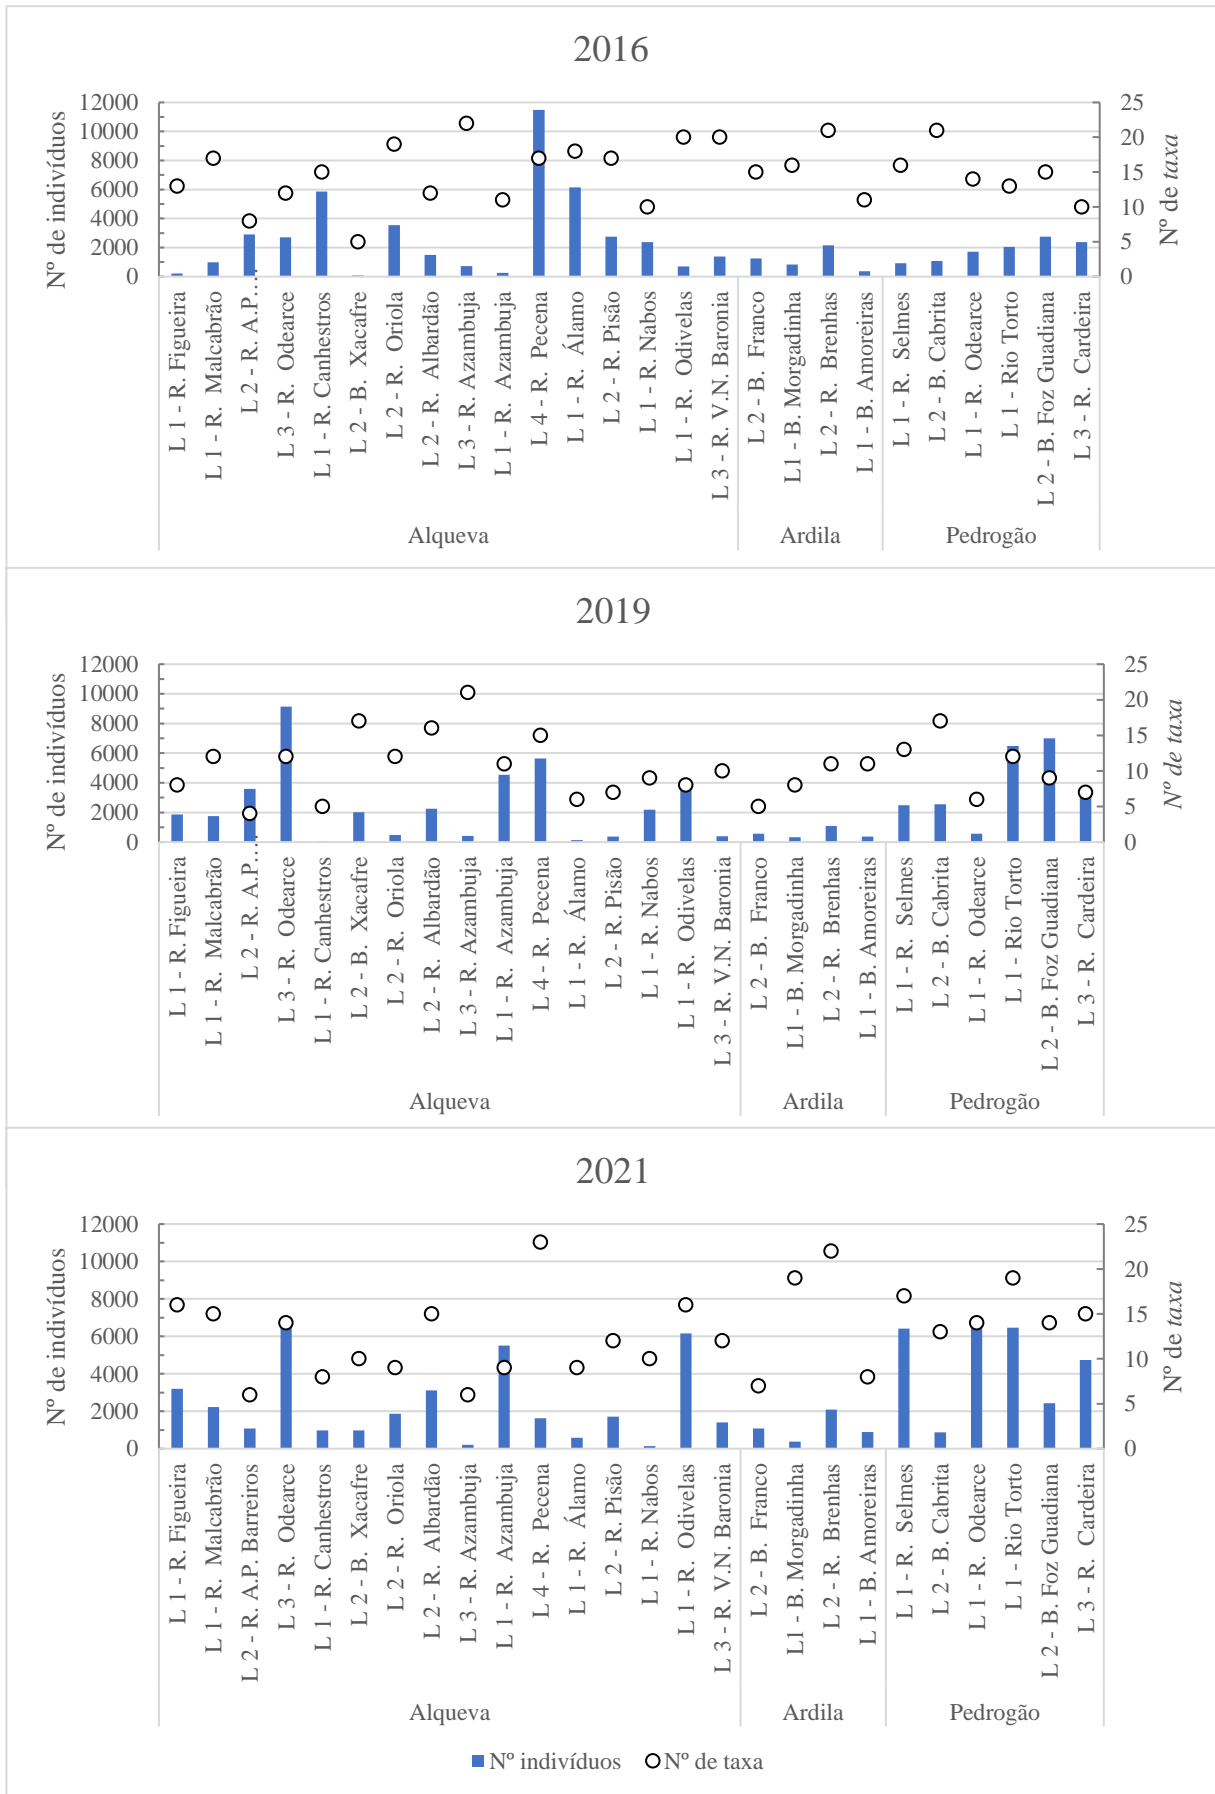 2016
Nº de indivíduos
12000
10000
8000
6000
4000
2000
0
25
20
15
10
5
0
Nº de taxa
L 1 - R. Figueira
L 1 - R. Malcabrão
L 2 - R. A.P.…
L 3 - R. Odearce
L 1 - R. Canhestros
L 2 - B. Xacafre
L 2 - R. Oriola
L 2 - R. Albardão
L 3 - R. Azambuja
L 1 - R. Azambuja
L 4 - R. Pecena
L 1 - R. Álamo
L 2 - R. Pisão
L 1 - R. Nabos
L 1 - R. Odivelas
L 3 - R. V.N. Baronia
L 2 - B. Franco
L1 - B. Morgadinha
L 2 - R. Brenhas
L 1 - B. Amoreiras
L 1 - R. Selmes
L 2 - B. Cabrita
L 1 - R. Odearce
L 1 - Rio Torto
L 2 - B. Foz Guadiana
L 3 - R. Cardeira
Alqueva
Ardila
Pedrogão
2019
Nº de indivíduos
12000
10000
8000
6000
4000
2000
0
25
20
15
10
5
0
Nº de taxa
L 1 - R. Figueira
L 1 - R. Malcabrão
L 2 - R. A.P.…
L 3 - R. Odearce
L 1 - R. Canhestros
L 2 - B. Xacafre
L 2 - R. Oriola
L 2 - R. Albardão
L 3 - R. Azambuja
L 1 - R. Azambuja
L 4 - R. Pecena
L 1 - R. Álamo
L 2 - R. Pisão
L 1 - R. Nabos
L 1 - R. Odivelas
L 3 - R. V.N. Baronia
L 2 - B. Franco
L1 - B. Morgadinha
L 2 - R. Brenhas
L 1 - B. Amoreiras
L 1 - R. Selmes
L 2 - B. Cabrita
L 1 - R. Odearce
L 1 - Rio Torto
L 2 - B. Foz Guadiana
L 3 - R. Cardeira
Alqueva
Ardila
Pedrogão
2021
Nº de indivíduos
12000
10000
8000
6000
4000
2000
0
25
20
15
10
5
0
Nº de taxa
L 1 - R. Figueira
L 1 - R. Malcabrão
L 2 - R. A.P. Barreiros
L 3 - R. Odearce
L 1 - R. Canhestros
L 2 - B. Xacafre
L 2 - R. Oriola
L 2 - R. Albardão
L 3 - R. Azambuja
L 1 - R. Azambuja
L 4 - R. Pecena
L 1 - R. Álamo
L 2 - R. Pisão
L 1 - R. Nabos
L 1 - R. Odivelas
L 3 - R. V.N. Baronia
L 2 - B. Franco
L1 - B. Morgadinha
L 2 - R. Brenhas
L 1 - B. Amoreiras
L 1 - R. Selmes
L 2 - B. Cabrita
L 1 - R. Odearce
L 1 - Rio Torto
L 2 - B. Foz Guadiana
L 3 - R. Cardeira
Alqueva
Ardila
Pedrogão
Nº indivíduos
Nº de taxa